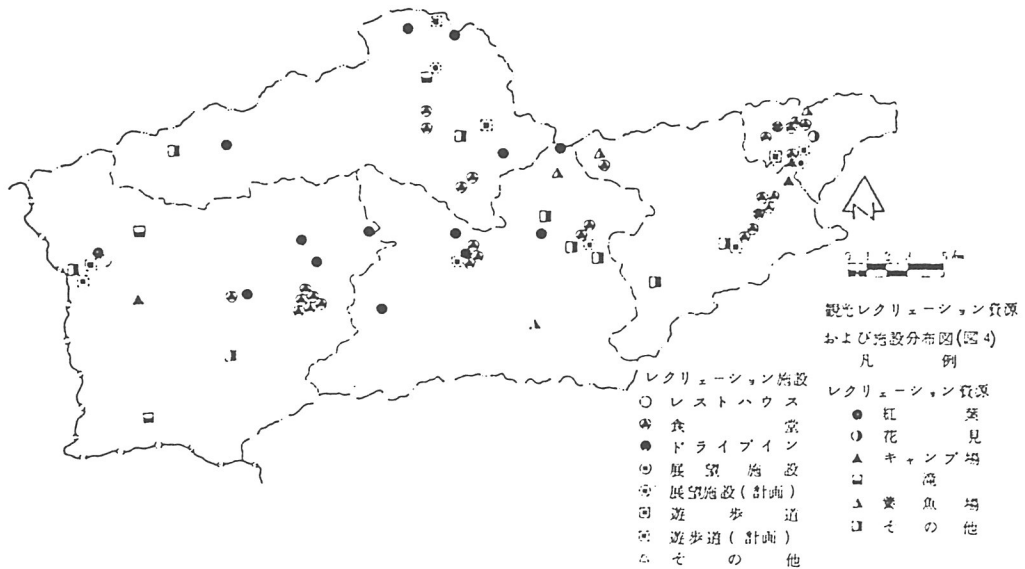 N
km
観光レクリェーション資源
および施設分布図(図4)
凡 例
レクリェーション施設
レストハウス
食 堂
ドライブイン
展望施設
展望施設(計画)
遊歩道
遊歩道(計画)
その他
レクリェーション資源
紅 葉
花 見
キャンプ場
滝
養魚場
その他